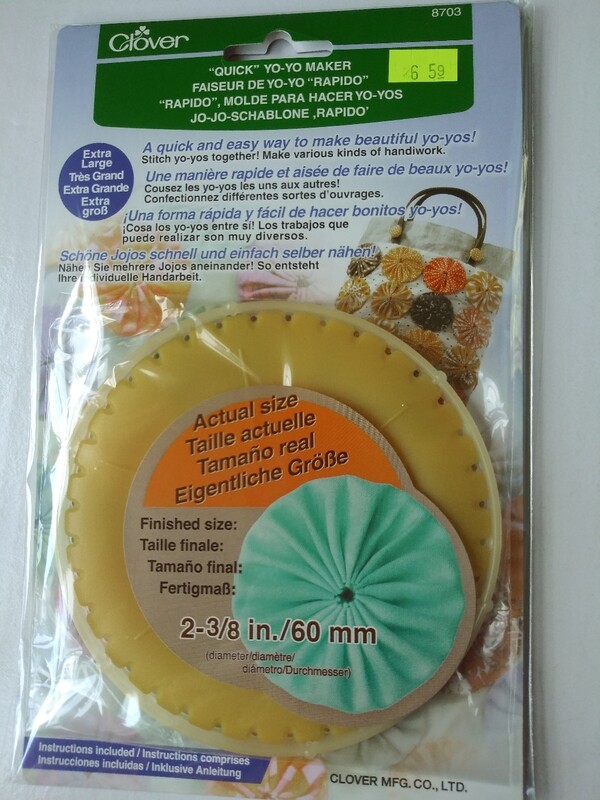 8703
Clover
6 59
"QUICK" YO-YO MAKER
FAISEUR DE YO-YO "RAPIDO"
"RAPIDO", MOLDE PARA HACER YO-YOS
JO-JO-SCHABLONE ‚RAPIDO'
Extra
Large
Très Grand
Extra Grande
Extra
groß
A quick and easy way to make beautiful yo-yos!
Stitch yo-yos together! Make various kinds of handiwork.
Une manière rapide et aisée de faire de beaux yo-yos!
Cousez les yo-yos les uns aux autres!
Confectionnez différentes sortes d'ouvrages.
¡Una forma rápida y fácil de hacer bonitos yo-yos!
¡Cosa los yo-yos entre sí! Los trabajos que
puede realizar son muy diversos.
Schöne Jojos schnell und einfach selber nähen!
Nähen Sie mehrere Jojos aneinander! So entsteht
Ihre individuelle Handarbeit.
Actual size
Taille actuelle
Tamaño real
Eigentliche Größe
Finished size:
Taille finale:
Tamaño final:
Fertigmaß:
2-3/8 in./60 mm
(diameter/diamètre/
diámetro/Durchmesser)
Instructions included / Instructions comprises
Instrucciones incluidas / Inklusive Anleitung
CLOVER MFG. CO., LTD.